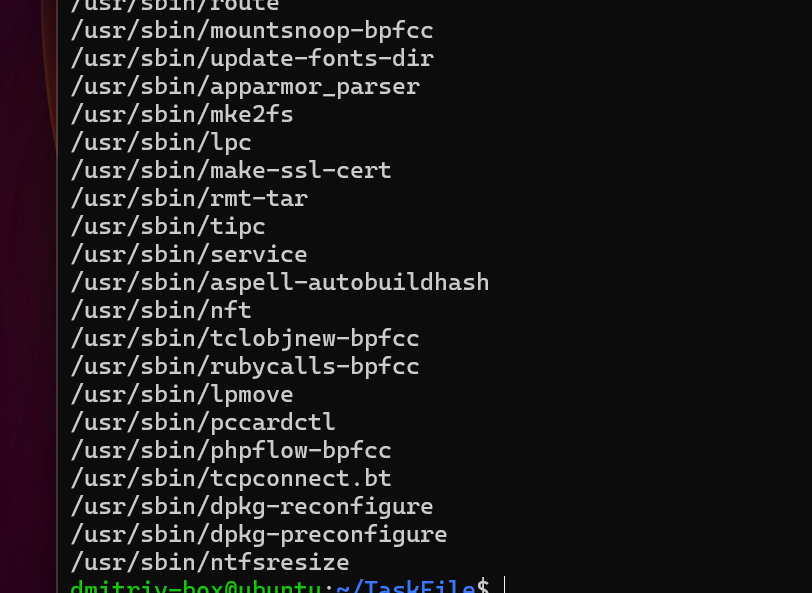 /usr/sbin/route
/usr/sbin/mountsnoop-bpfcc
/usr/sbin/update-fonts-dir
/usr/sbin/apparmor_parser
/usr/sbin/mke2fs
/usr/sbin/lpc
/usr/sbin/make-ssl-cert
/usr/sbin/rmt-tar
/usr/sbin/tipc
/usr/sbin/service
/usr/sbin/aspell-autobuildhash
/usr/sbin/nft
/usr/sbin/tclobjnew-bpfcc
/usr/sbin/rubycalls-bpfcc
/usr/sbin/lpmove
/usr/sbin/pccardctl
/usr/sbin/phpflow-bpfcc
/usr/sbin/tcpconnect.bt
/usr/sbin/dpkg-reconfigure
/usr/sbin/dpkg-preconfigure
/usr/sbin/ntfsresize
dmitriy-box@ubuntu:~/TaskFile$